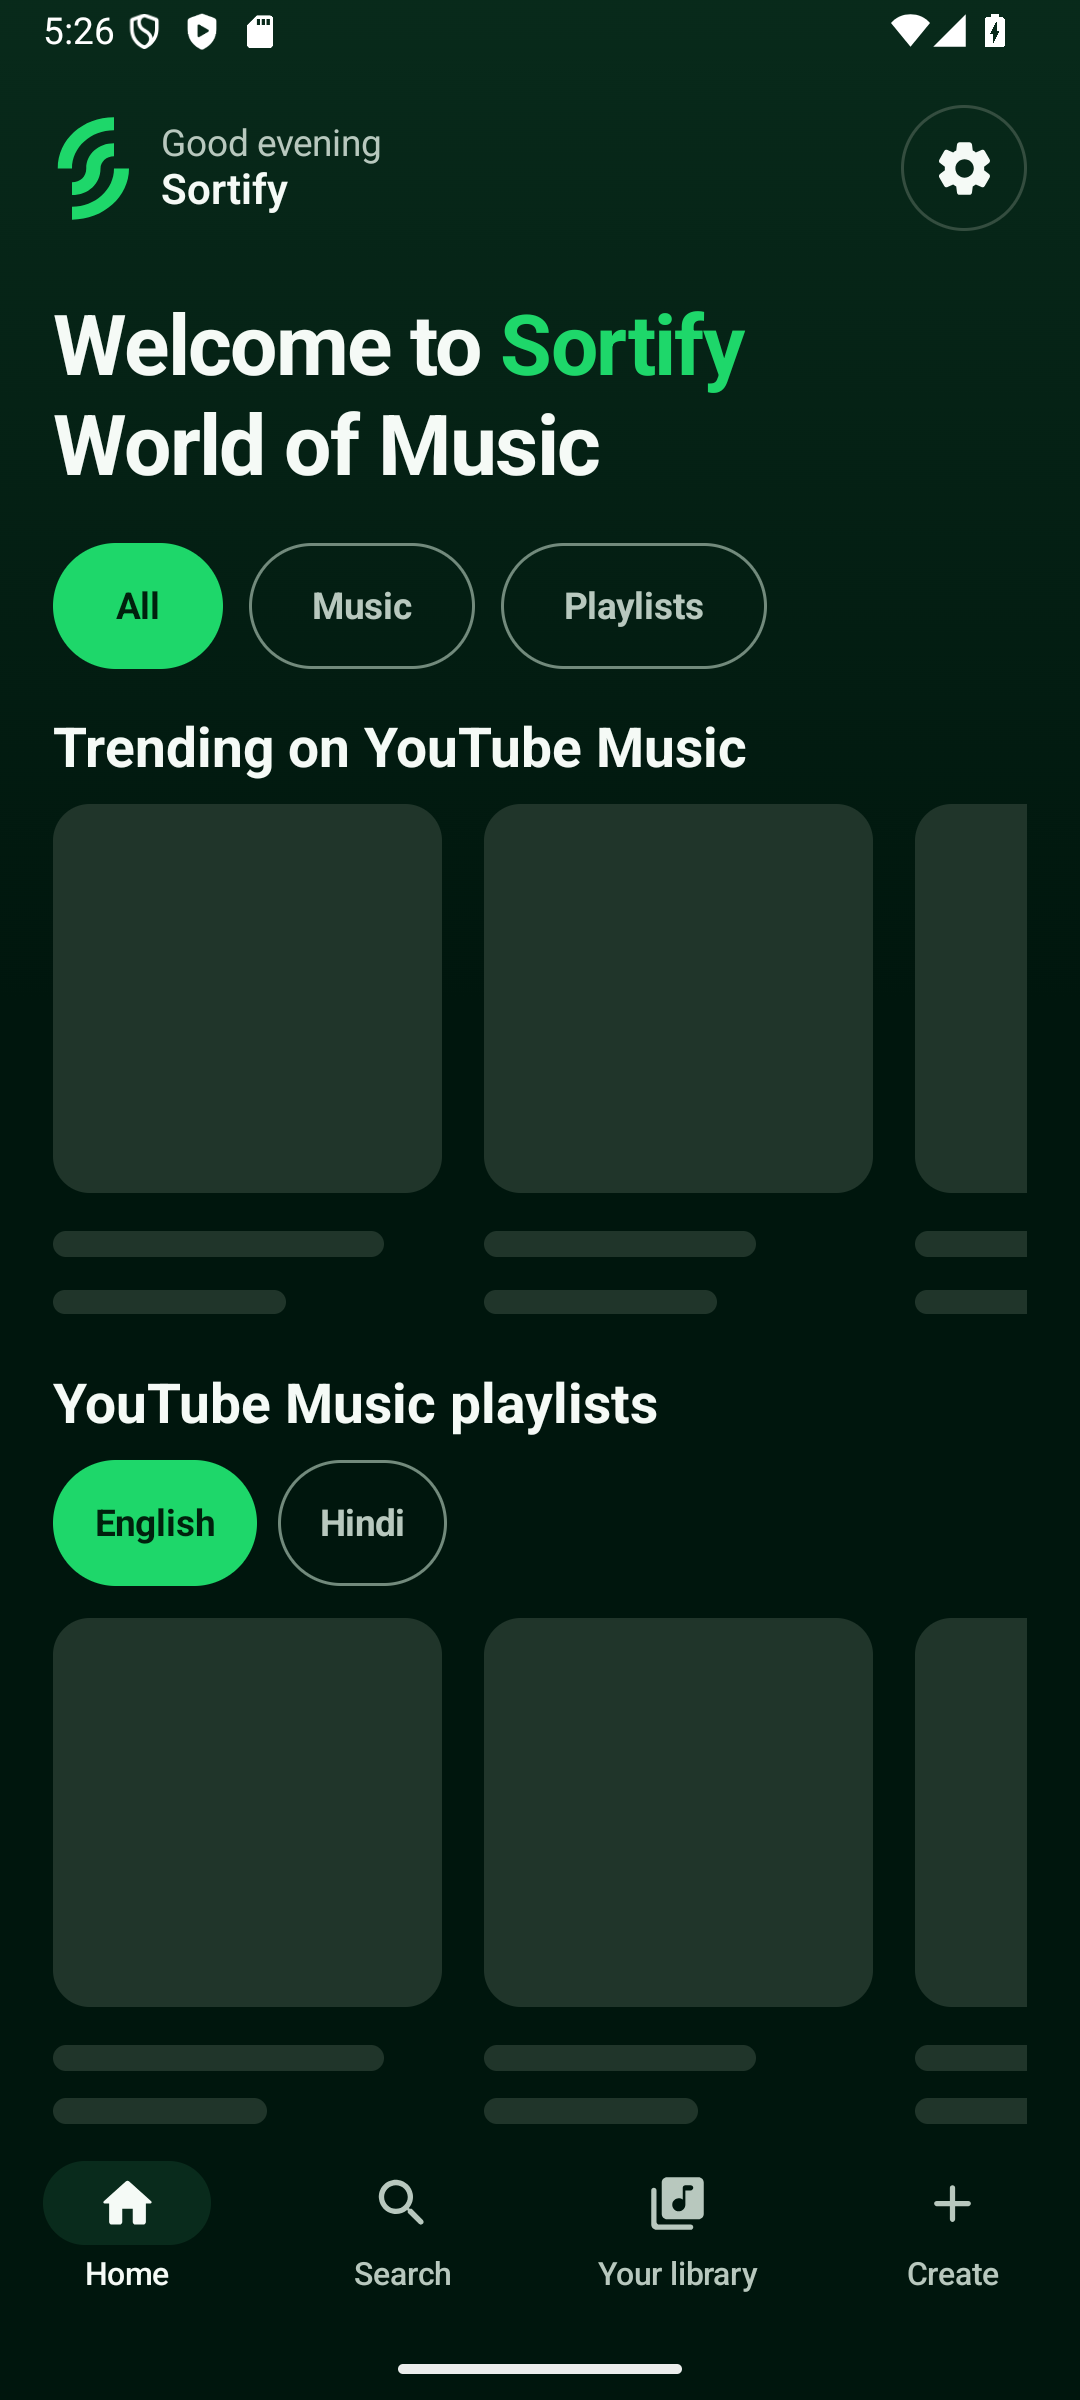 5:26
Good evening
Sortify
Welcome to Sortify
World of Music
All
Music
Playlists
Trending on YouTube Music
YouTube Music playlists
English
Hindi
Home
Search
Your library
Create